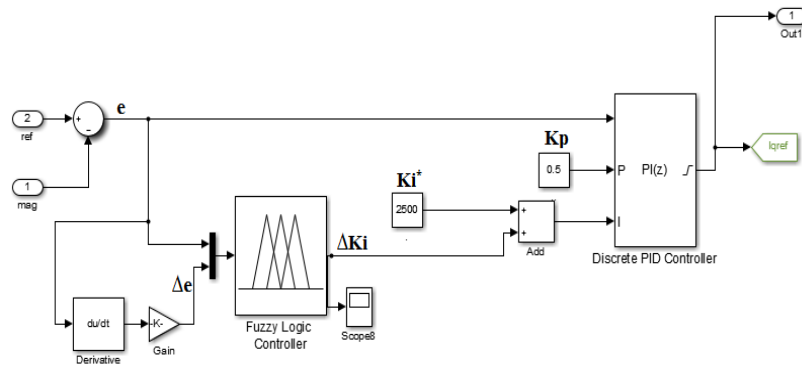 1
Out1
e
2
ref
+
-
Kp
Iqref
0.5
P
PI(z)
1
mag
Ki*
2500
+
+
I
Add
Discrete PID Controller
ΔKi
Δe
du/dt
-K-
Derivative
Gain
Fuzzy Logic
Controller
Scope8